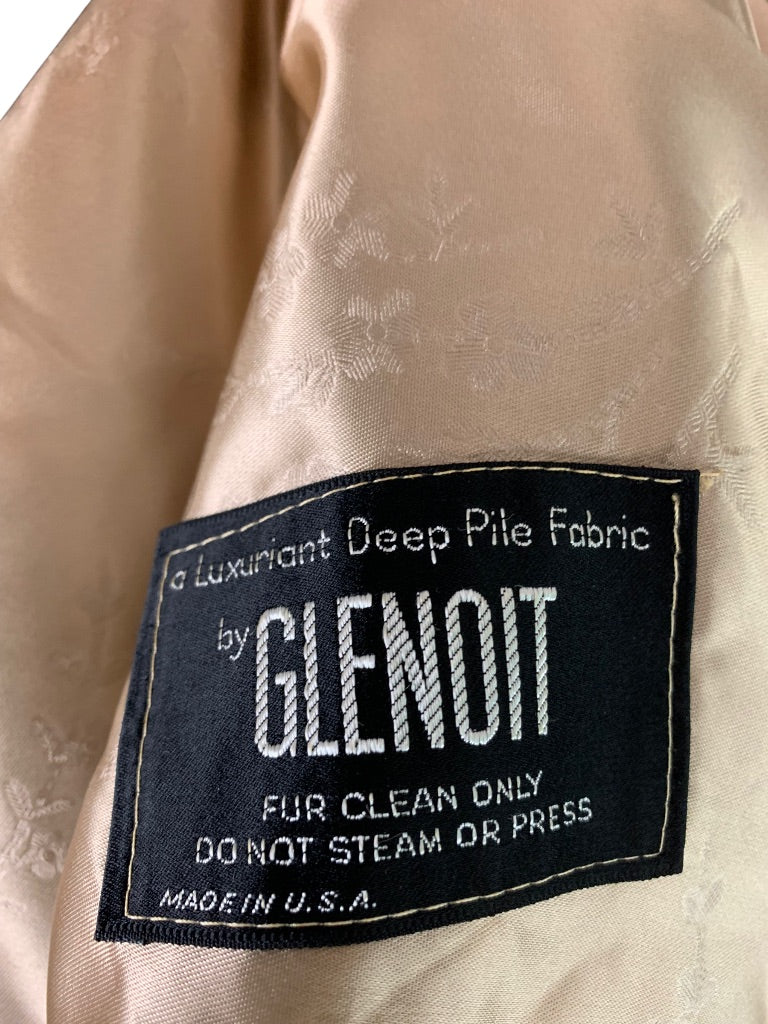 a Luxuriant Deep Pile Fabric
by GLENOIT
FUR CLEAN ONLY
DO NOT STEAM OR PRESS
MADE IN U.S.A.